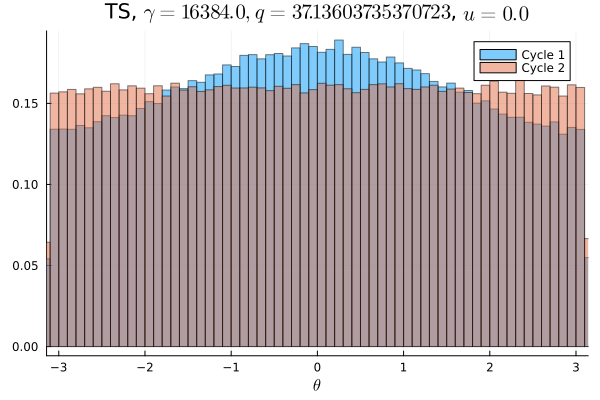 TS, γ = 16384.0, q = 37.13603735370723, u = 0.0
Cycle 1
Cycle 2
0.15
0.10
0.05
0.00
−3 −2 −1 0 1 2 3
θ